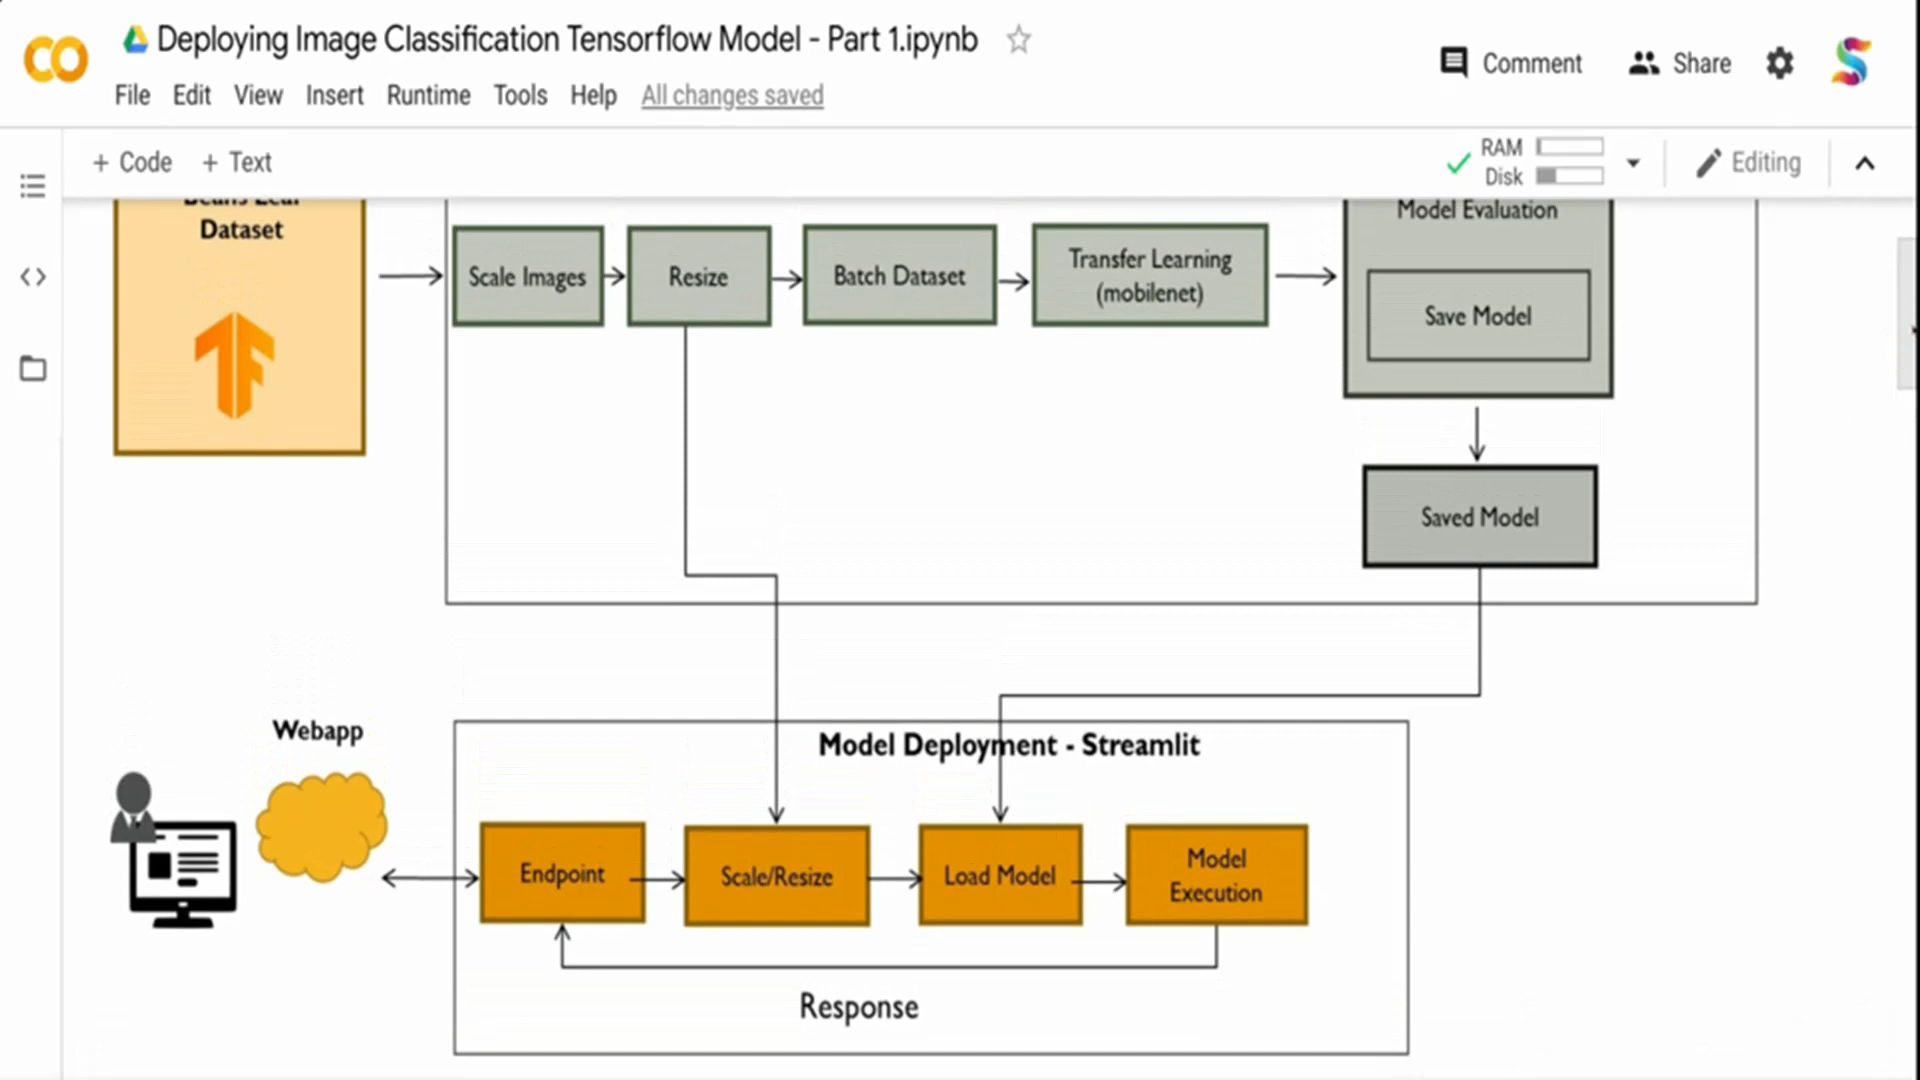 Deploying Image Classification Tensorflow Model - Part 1.ipynb
Comment
Share
File Edit View Insert Runtime Tools Help All changes saved
+ Code + Text
RAM
Disk
Editing
Beans Leaf
Dataset
Scale Images
Resize
Batch Dataset
Transfer Learning
(mobilenet)
Model Evaluation
Save Model
Saved Model
Webapp
Model Deployment - Streamlit
Endpoint
Scale/Resize
Load Model
Model
Execution
Response